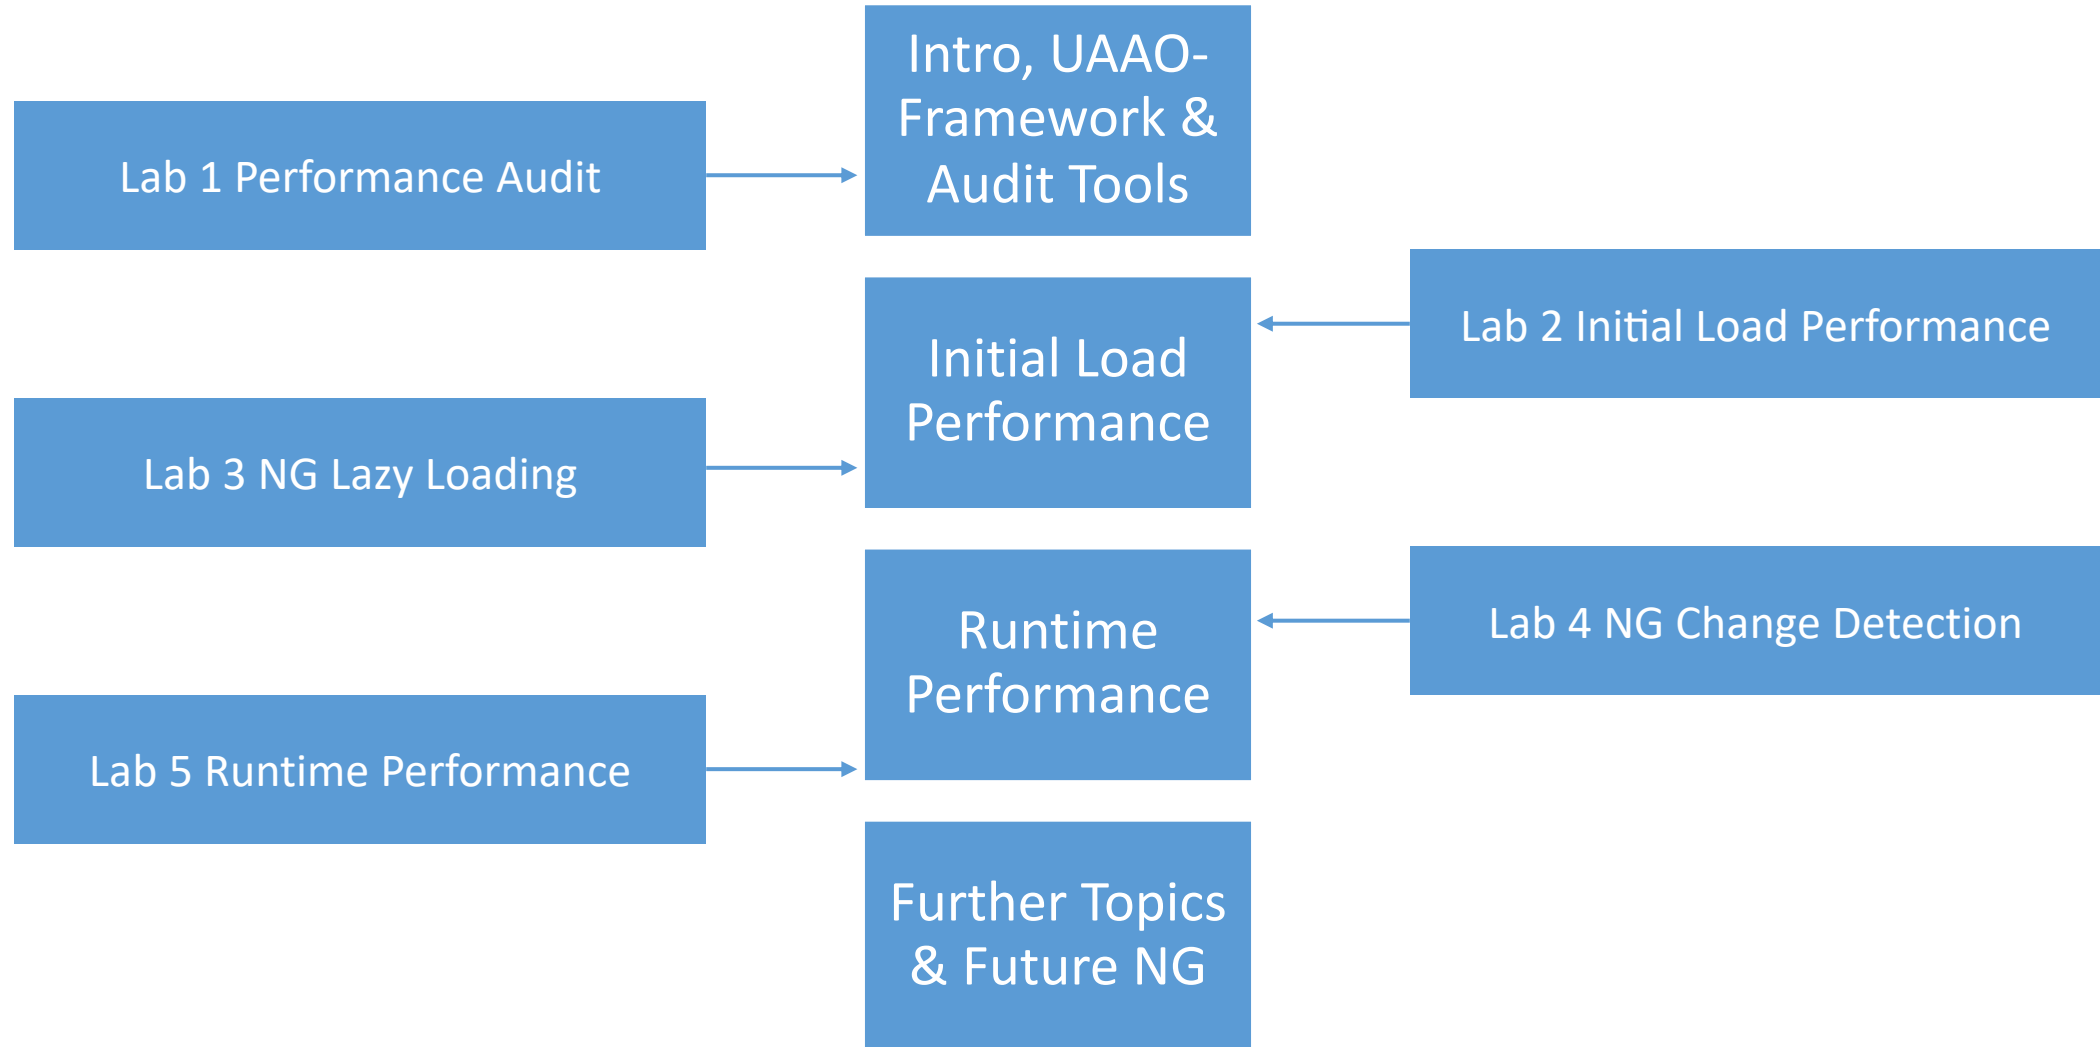 Intro, UAAO-
Framework &
Audit Tools
Lab 1 Performance Audit
Initial Load
Performance
Lab 2 Initial Load Performance
Lab 3 NG Lazy Loading
Runtime
Performance
Lab 4 NG Change Detection
Lab 5 Runtime Performance
Further Topics
& Future NG